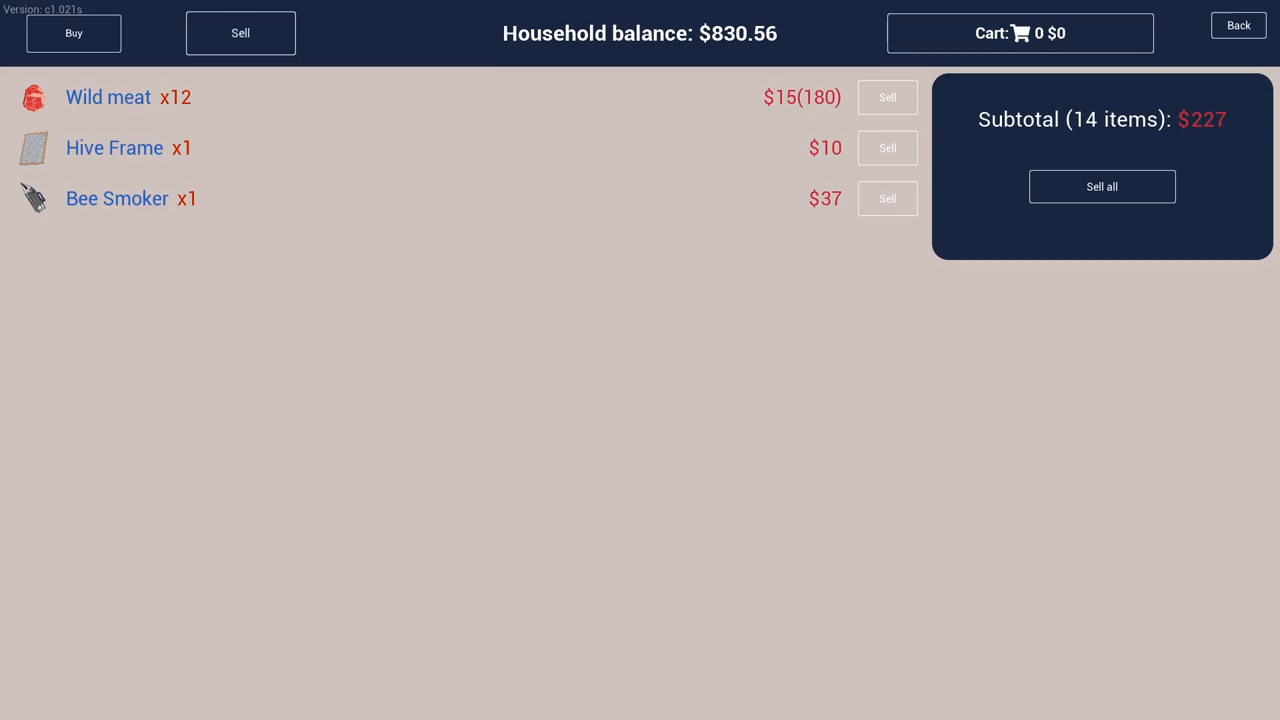 Version: c1.021s
Buy
Sell
Household balance: $830.56
Cart: 0 $0
Back
Wild meat x12 $15(180) Sell
Hive Frame x1 $10 Sell
Bee Smoker x1 $37 Sell
Subtotal (14 items): $227
Sell all